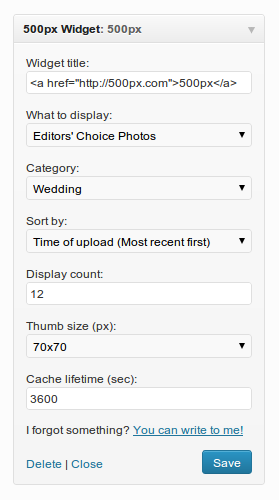 500px Widget: 500px
Widget title:
<a href="http://500px.com">500px</a>
What to display:
Editors' Choice Photos
Category:
Wedding
Sort by:
Time of upload (Most recent first)
Display count:
12
Thumb size (px):
70x70
Cache lifetime (sec):
3600
I forgot something? You can write to me!
Delete | Close
Save